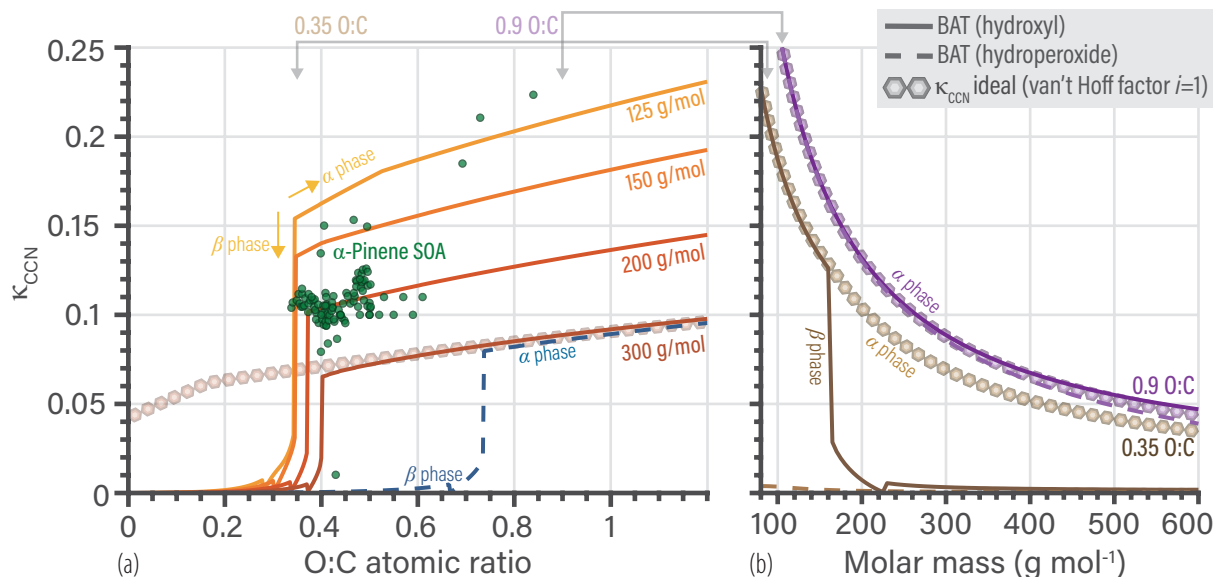 0.35 O:C
0.9 O:C
BAT (hydroxyl)
BAT (hydroperoxide)
κCCN ideal (van't Hoff factor i=1)
0.25
0.2
0.15
0.1
0.05
0
κCCN
125 g/mol
150 g/mol
200 g/mol
300 g/mol
α phase
β phase
α-Pinene SOA
α phase
β phase
0
0.2
0.4
0.6
0.8
1
(a)
O:C atomic ratio
α phase
β phase
α phase
0.9 O:C
0.35 O:C
100
200
300
400
500
600
(b)
Molar mass (g mol⁻¹)